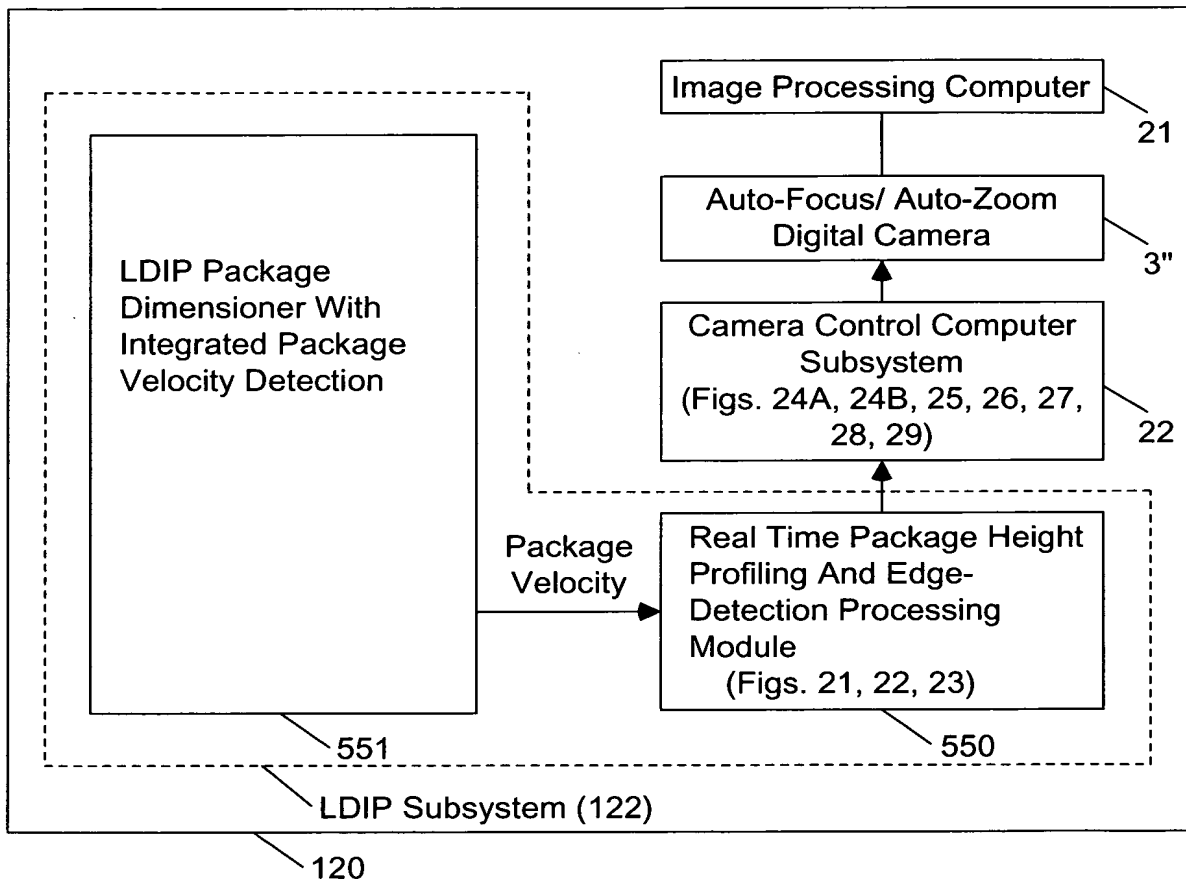 Image Processing Computer
21
Auto-Focus/ Auto-Zoom
Digital Camera
3"
Camera Control Computer
Subsystem
(Figs. 24A, 24B, 25, 26, 27,
28, 29)
22
LDIP Package
Dimensioner With
Integrated Package
Velocity Detection
551
Package
Velocity
Real Time Package Height
Profiling And Edge-
Detection Processing
Module
(Figs. 21, 22, 23)
550
LDIP Subsystem (122)
120